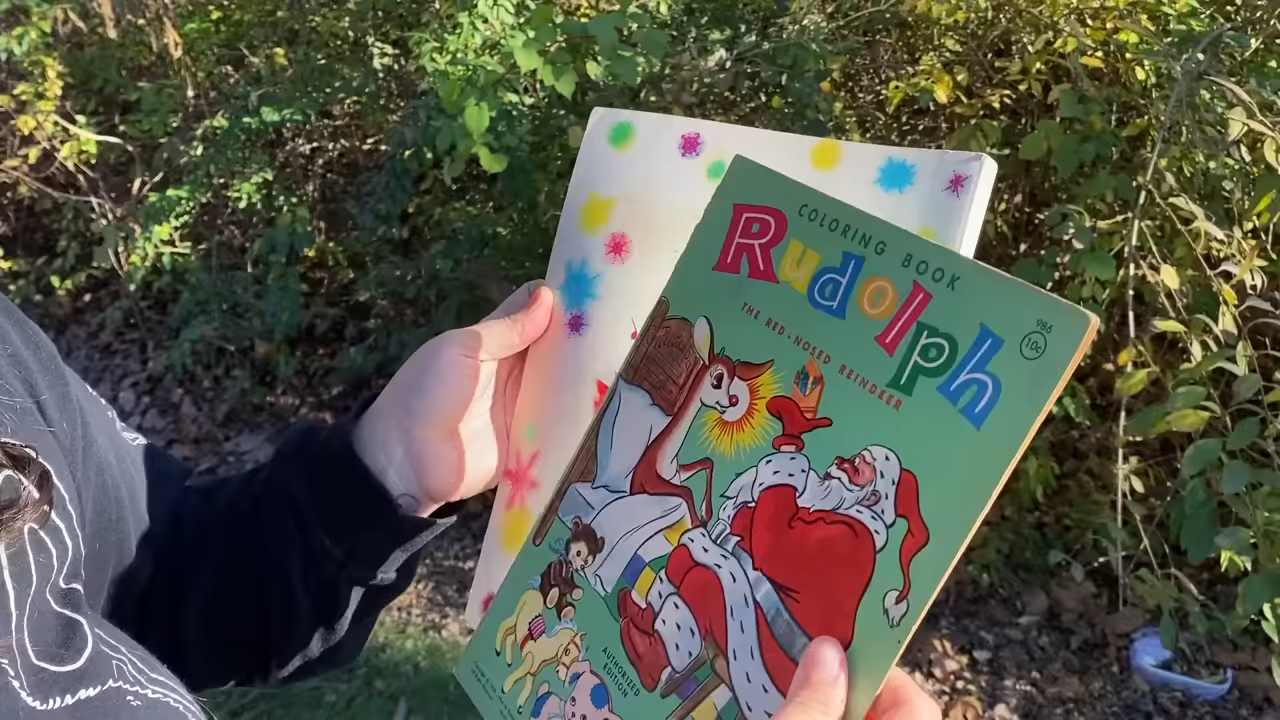 COLORING BOOK
Rudolph
THE RED-NOSED REINDEER
986
10¢
AUTHORIZED
EDITION